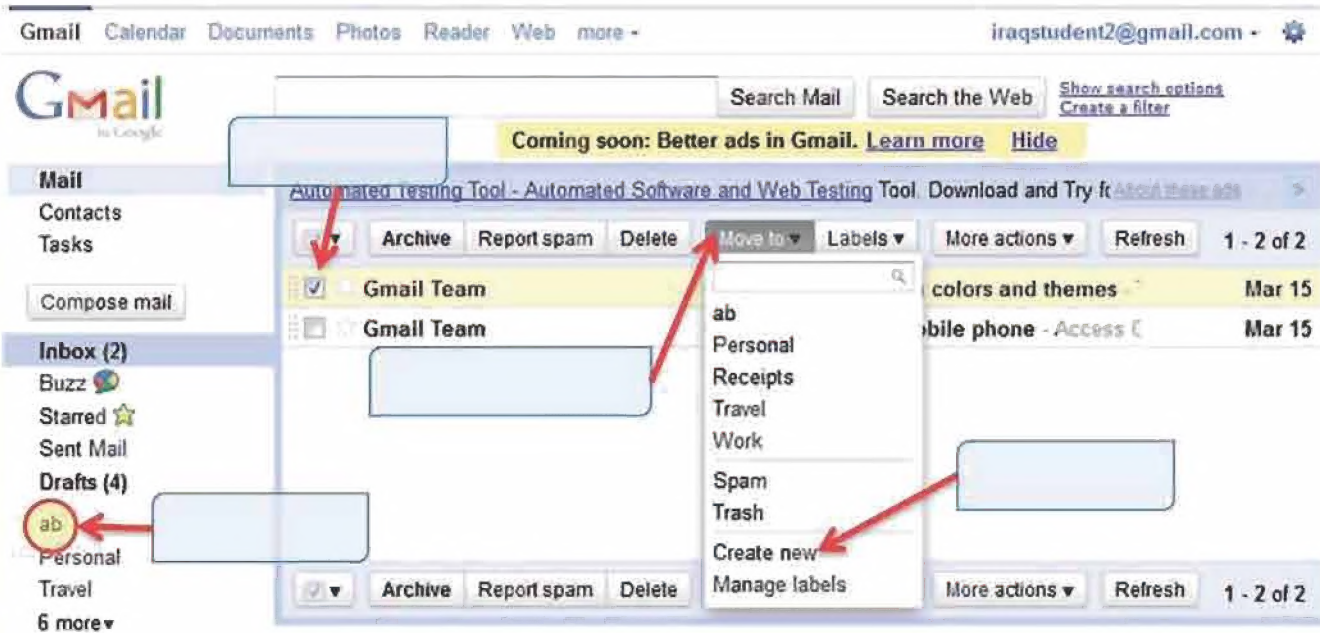 Gmail Calendar Documents Photos Reader Web more iraqstudent2@gmail.com
Gmail
by Google
Search Mail Search the Web Show search options
Create a filter
Coming soon: Better ads in Gmail. Learn more Hide
Mail
Contacts
Tasks
Compose mail
Inbox (2)
Buzz
Starred
Sent Mail
Drafts (4)
ab
Personal
Travel
6 more
Automated Testing Tool - Automated Software and Web Testing Tool. Download and Try About these ads >
Archive Report spam Delete Move to Labels More actions Refresh 1 - 2 of 2
Gmail Team colors and themes - Mar 15
Gmail Team phone - Access Mar 15
ab
Personal
Receipts
Travel
Work
Spam
Trash
Create new
Manage labels
Archive Report spam Delete More actions Refresh 1 - 2 of 2